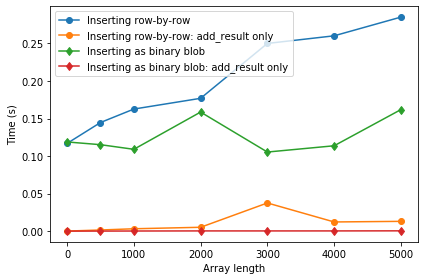 Inserting row-by-row
Inserting row-by-row: add_result only
Inserting as binary blob
Inserting as binary blob: add_result only
0.25
0.20
0.15
0.10
0.05
0.00
Time (s)
0 1000 2000 3000 4000 5000
Array length